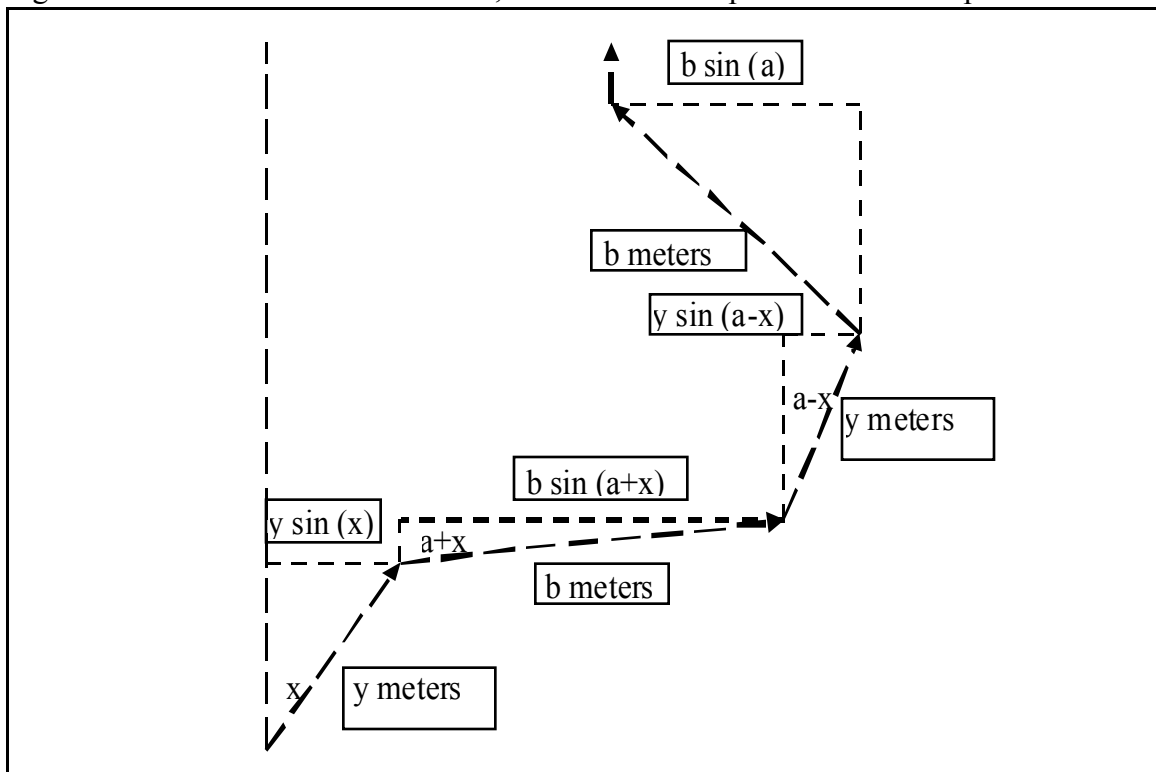 b sin (a)
b meters
y sin (a-x)
a-x
y meters
b sin (a+x)
y sin (x)
a+x
b meters
x
y meters